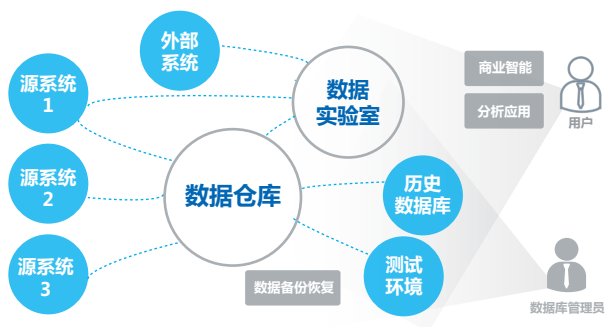 外部
系统
源系统
1
数据
实验室
商业智能
分析应用
用户
源系统
2
数据仓库
历史
数据库
源系统
3
测试
环境
数据备份恢复
数据库管理员